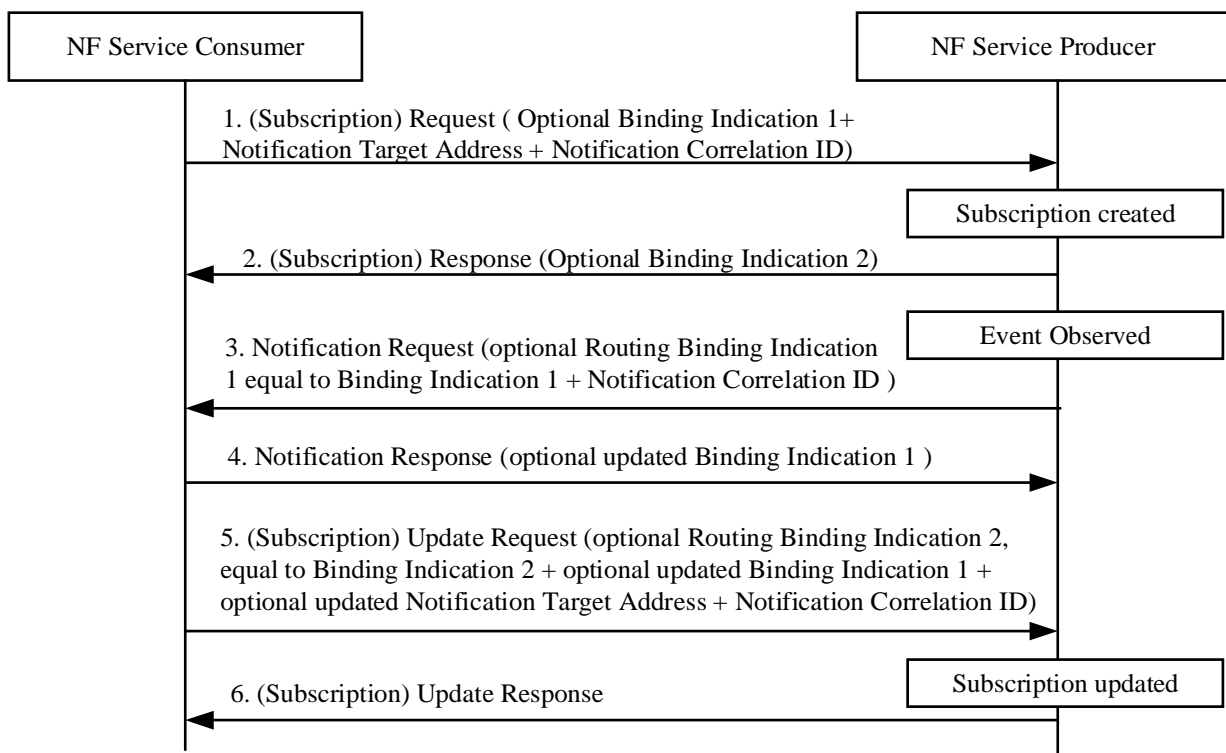 NF Service Consumer
NF Service Producer
1. (Subscription) Request ( Optional Binding Indication 1+
Notification Target Address + Notification Correlation ID)
Subscription created
2. (Subscription) Response (Optional Binding Indication 2)
Event Observed
3. Notification Request (optional Routing Binding Indication
1 equal to Binding Indication 1 + Notification Correlation ID )
4. Notification Response (optional updated Binding Indication 1 )
5. (Subscription) Update Request (optional Routing Binding Indication 2,
equal to Binding Indication 2 + optional updated Binding Indication 1 +
optional updated Notification Target Address + Notification Correlation ID)
Subscription updated
6. (Subscription) Update Response